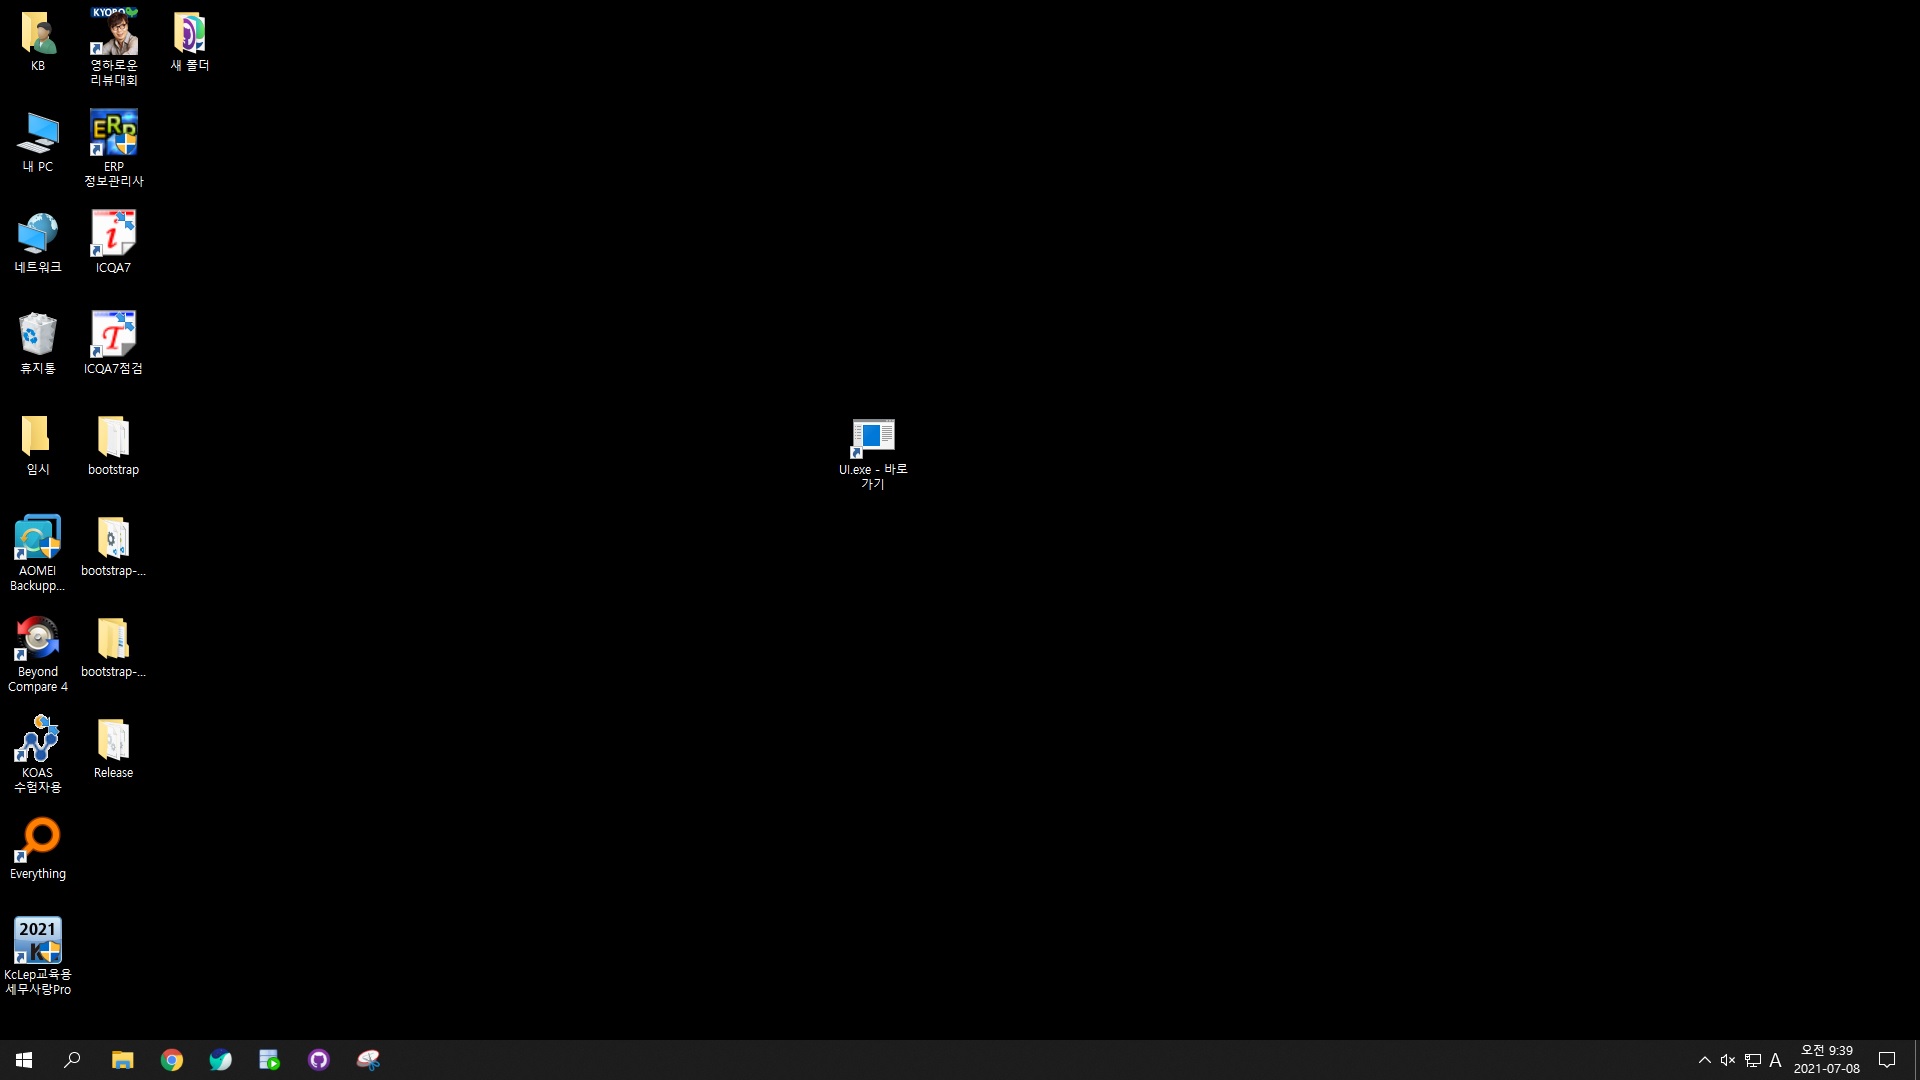 KB
내 PC
네트워크
휴지통
임시
AOMEI
Backupp...
Beyond
Compare 4
KOAS
수험자용
Everything
2021
K
KcLep교육용
세무사랑Pro
KYOBO
영하로운
리뷰대회
ERP
ERP
정보관리사
i
ICQA7
T
ICQA7점검
bootstrap
bootstrap-...
bootstrap-...
Release
새 폴더
UI.exe - 바로
가기
A
오전 9:39
2021-07-08